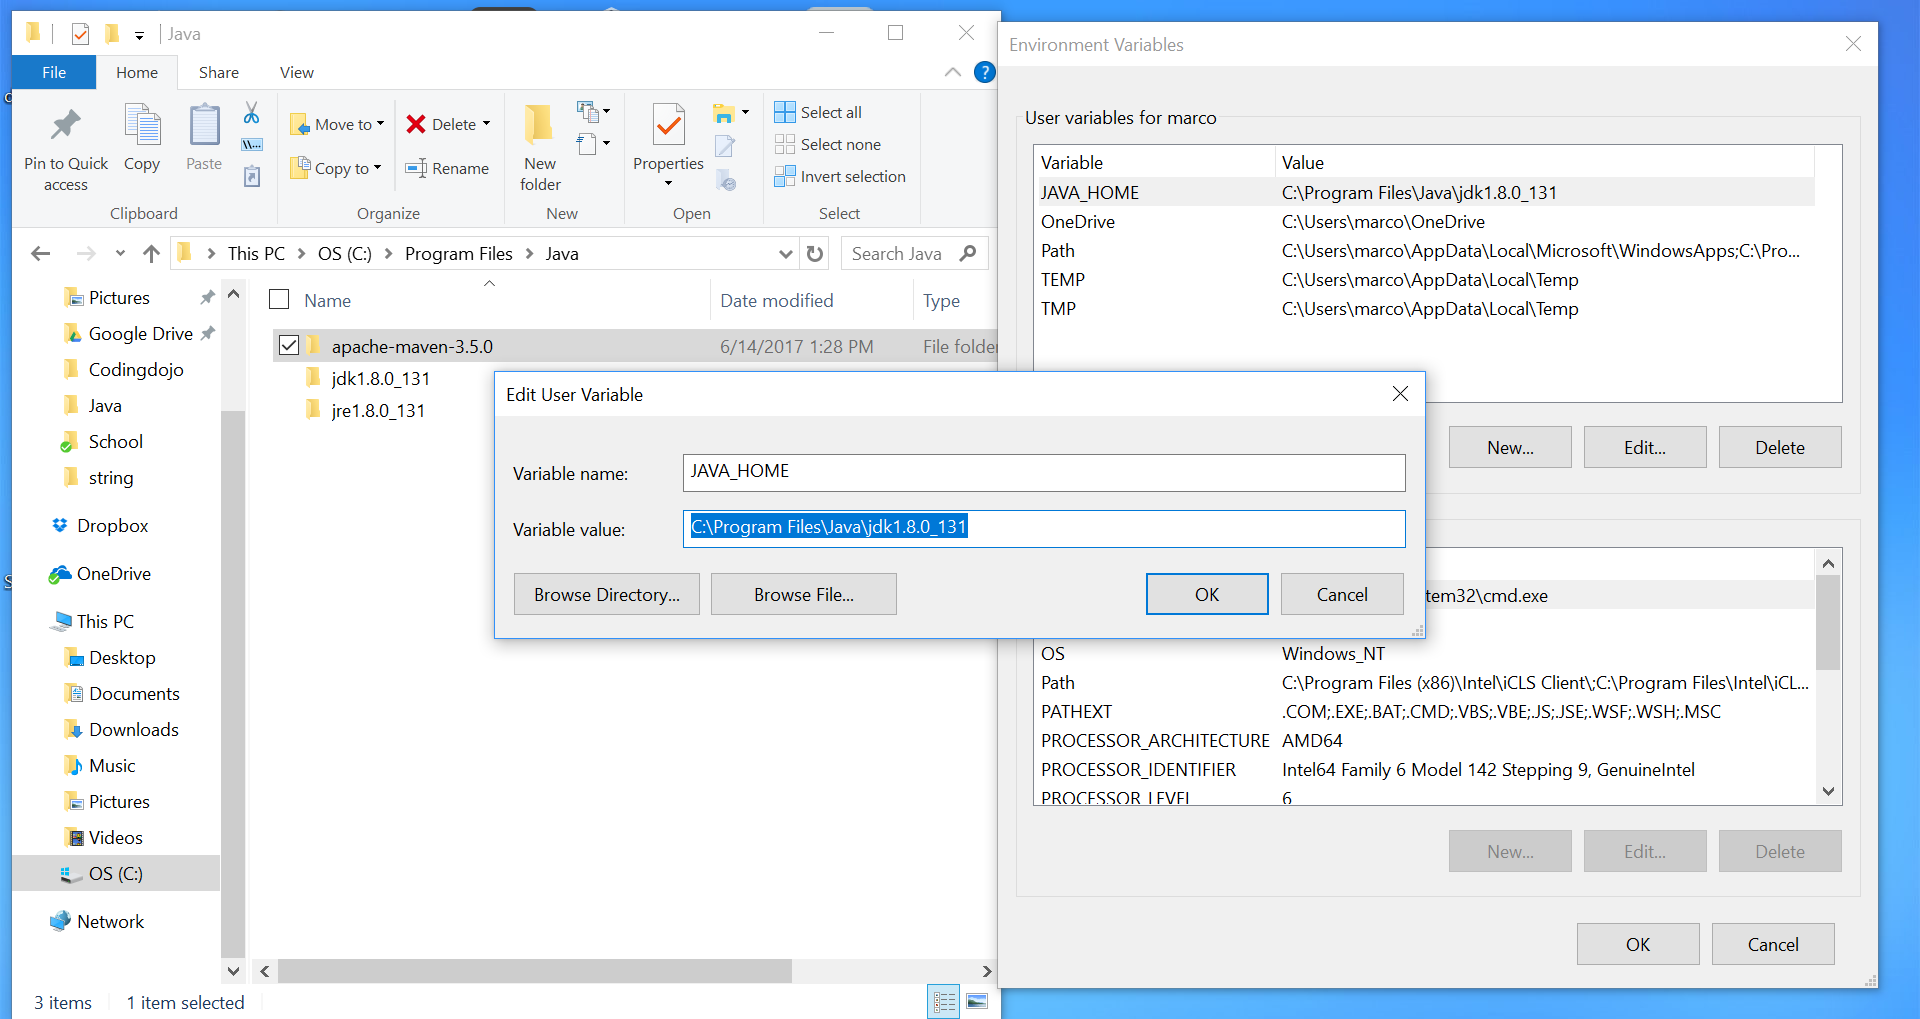 Java
File Home Share View
Pin to Quick access
Copy
Paste
Clipboard
Move to
Copy to
Delete
Rename
Organize
New folder
New
Properties
Open
Select all
Select none
Invert selection
Select
This PC > OS (C:) > Program Files > Java
Search Java
Pictures
Google Drive
Codingdojo
Java
School
string
Dropbox
OneDrive
This PC
Desktop
Documents
Downloads
Music
Pictures
Videos
OS (C:)
Network
Name Date modified Type
apache-maven-3.5.0 6/14/2017 1:28 PM File folder
jdk1.8.0_131
jre1.8.0_131
3 items 1 item selected
Environment Variables
User variables for marco
Variable Value
JAVA_HOME C:\Program Files\Java\jdk1.8.0_131
OneDrive C:\Users\marco\OneDrive
Path C:\Users\marco\AppData\Local\Microsoft\WindowsApps;C:\Pro...
TEMP C:\Users\marco\AppData\Local\Temp
TMP C:\Users\marco\AppData\Local\Temp
New... Edit... Delete
Edit User Variable
Variable name: JAVA_HOME
Variable value: C:\Program Files\Java\jdk1.8.0_131
Browse Directory... Browse File... OK Cancel
tem32\cmd.exe
OS Windows_NT
Path C:\Program Files (x86)\Intel\iCLS Client\;C:\Program Files\Intel\iCL...
PATHEXT .COM;.EXE;.BAT;.CMD;.VBS;.VBE;.JS;.JSE;.WSF;.WSH;.MSC
PROCESSOR_ARCHITECTURE AMD64
PROCESSOR_IDENTIFIER Intel64 Family 6 Model 142 Stepping 9, GenuineIntel
PROCESSOR_LEVEL 6
New... Edit... Delete
OK Cancel